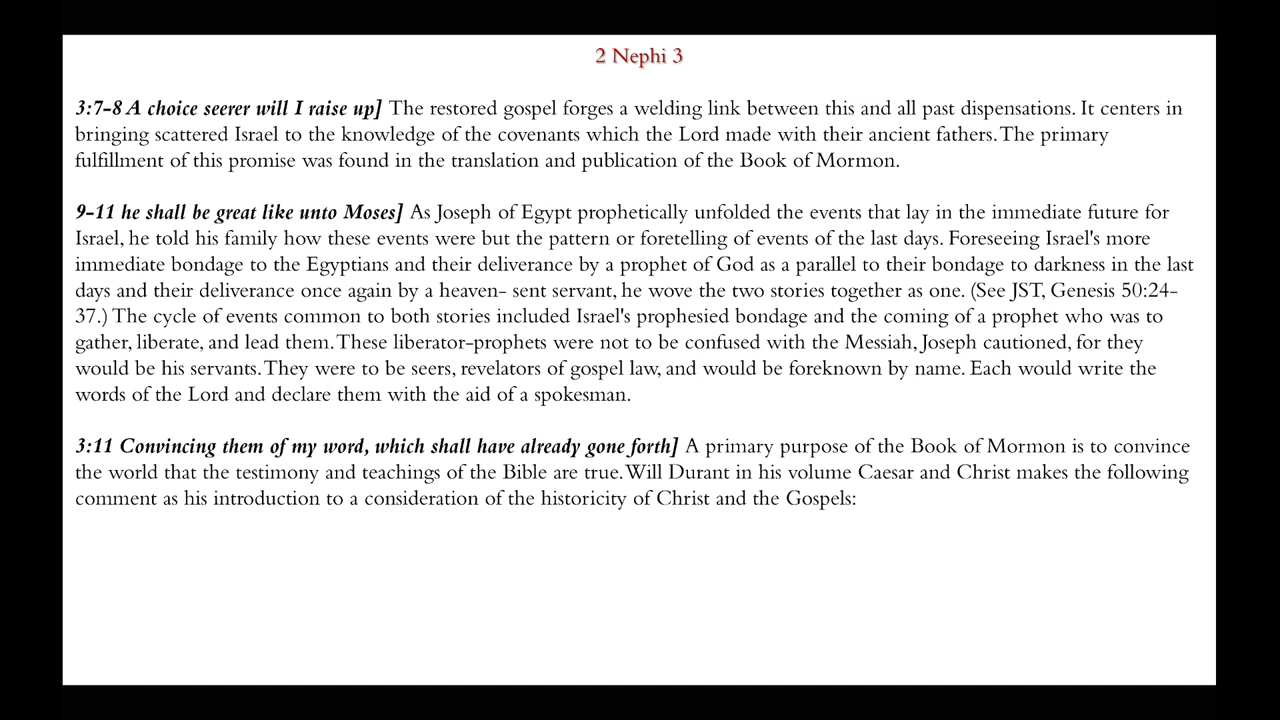 2 Nephi 3
3:7-8 A choice seerer will I raise up] The restored gospel forges a welding link between this and all past dispensations. It centers in
bringing scattered Israel to the knowledge of the covenants which the Lord made with their ancient fathers. The primary
fulfillment of this promise was found in the translation and publication of the Book of Mormon.
9-11 he shall be great like unto Moses] As Joseph of Egypt prophetically unfolded the events that lay in the immediate future for
Israel, he told his family how these events were but the pattern or foretelling of events of the last days. Foreseeing Israel's more
immediate bondage to the Egyptians and their deliverance by a prophet of God as a parallel to their bondage to darkness in the last
days and their deliverance once again by a heaven- sent servant, he wove the two stories together as one. (See JST, Genesis 50:24-
37.) The cycle of events common to both stories included Israel's prophesied bondage and the coming of a prophet who was to
gather, liberate, and lead them. These liberator-prophets were not to be confused with the Messiah, Joseph cautioned, for they
would be his servants. They were to be seers, revelators of gospel law, and would be foreknown by name. Each would write the
words of the Lord and declare them with the aid of a spokesman.
3:11 Convincing them of my word, which shall have already gone forth] A primary purpose of the Book of Mormon is to convince
the world that the testimony and teachings of the Bible are true. Will Durant in his volume Caesar and Christ makes the following
comment as his introduction to a consideration of the historicity of Christ and the Gospels: